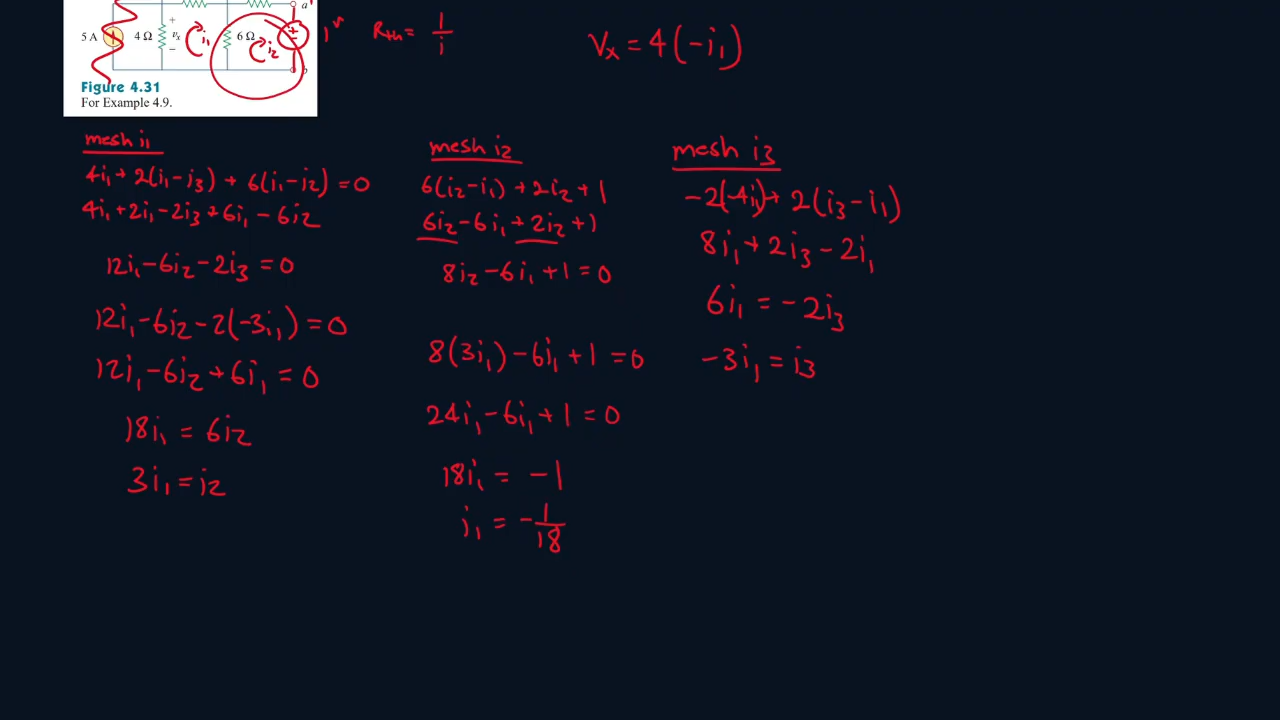 a
5 A
4 Ω
+
vₓ
−
i₁
6 Ω
i₂
+
−
1v
Rth = 1/i
Vx = 4(-i₁)
Figure 4.31
For Example 4.9.
mesh i₁
4i₁ + 2(i₁-i₃) + 6(i₁-i₂) = 0
4i₁ + 2i₁ - 2i₃ + 6i₁ - 6i₂
12i₁ - 6i₂ - 2i₃ = 0
12i₁ - 6i₂ - 2(-3i₁) = 0
12i₁ - 6i₂ + 6i₁ = 0
18i₁ = 6i₂
3i₁ = i₂
mesh i₂
6(i₂-i₁) + 2i₂ + 1
6i₂ - 6i₁ + 2i₂ + 1
8i₂ - 6i₁ + 1 = 0
8(3i₁) - 6i₁ + 1 = 0
24i₁ - 6i₁ + 1 = 0
18i₁ = -1
i₁ = -1/18
mesh i3
-2(-4i₁) + 2(i₃-i₁)
8i₁ + 2i₃ - 2i₁
6i₁ = -2i₃
-3i₁ = i3